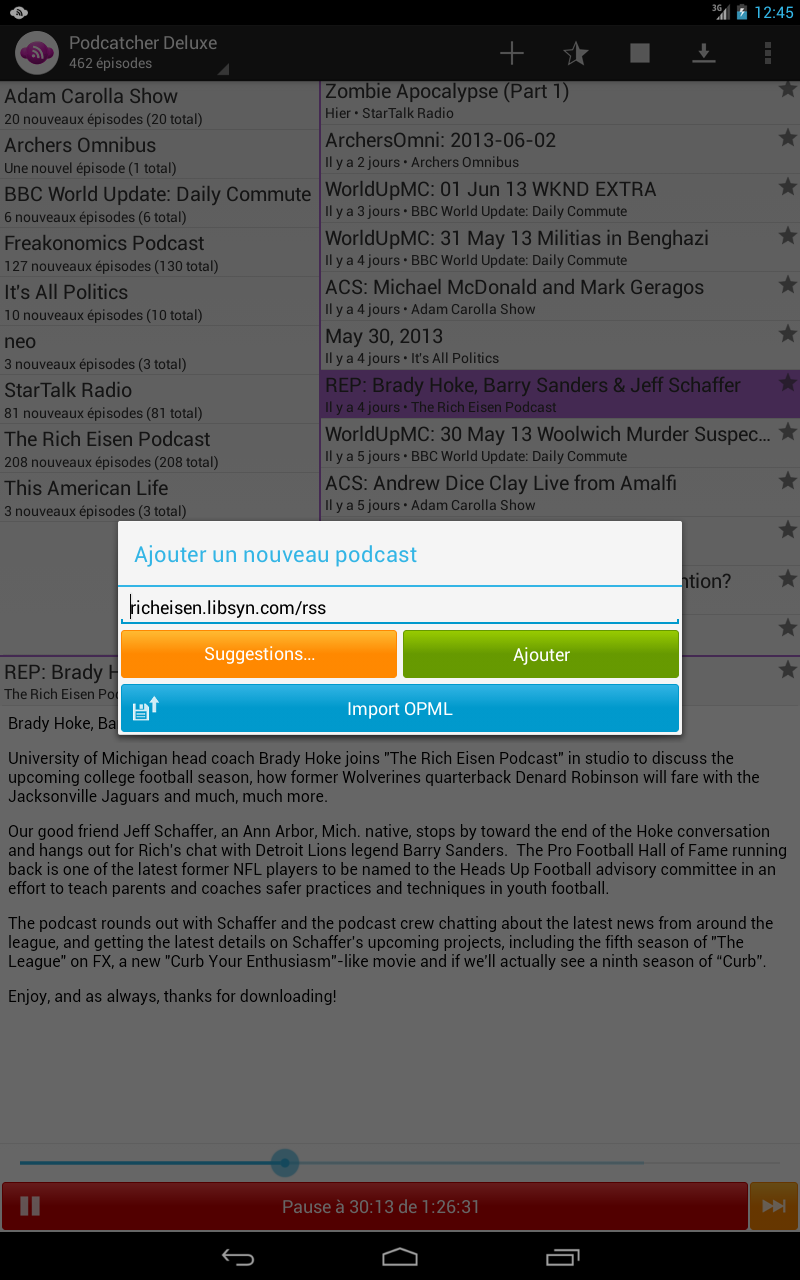 3G
12:45
Podcatcher Deluxe
462 épisodes
Adam Carolla Show
20 nouveaux épisodes (20 total)
Archers Omnibus
Une nouvel épisode (1 total)
BBC World Update: Daily Commute
6 nouveaux épisodes (6 total)
Freakonomics Podcast
127 nouveaux épisodes (130 total)
It's All Politics
10 nouveaux épisodes (10 total)
neo
3 nouveaux épisodes (3 total)
StarTalk Radio
81 nouveaux épisodes (81 total)
The Rich Eisen Podcast
208 nouveaux épisodes (208 total)
This American Life
3 nouveaux épisodes (3 total)
Zombie Apocalypse (Part 1)
Hier • StarTalk Radio
ArchersOmni: 2013-06-02
Il y a 2 jours • Archers Omnibus
WorldUpMC: 01 Jun 13 WKND EXTRA
Il y a 3 jours • BBC World Update: Daily Commute
WorldUpMC: 31 May 13 Militias in Benghazi
Il y a 4 jours • BBC World Update: Daily Commute
ACS: Michael McDonald and Mark Geragos
Il y a 4 jours • Adam Carolla Show
May 30, 2013
Il y a 4 jours • It's All Politics
REP: Brady Hoke, Barry Sanders & Jeff Schaffer
Il y a 4 jours • The Rich Eisen Podcast
WorldUpMC: 30 May 13 Woolwich Murder Suspec...
Il y a 5 jours • BBC World Update: Daily Commute
ACS: Andrew Dice Clay Live from Amalfi
Il y a 5 jours • Adam Carolla Show
ntion?
Ajouter un nouveau podcast
richeisen.libsyn.com/rss
Suggestions...
Ajouter
Import OPML
REP: Brady H
The Rich Eisen Po
Brady Hoke, Ba
University of Michigan head coach Brady Hoke joins "The Rich Eisen Podcast" in studio to discuss the
upcoming college football season, how former Wolverines quarterback Denard Robinson will fare with the
Jacksonville Jaguars and much, much more.
Our good friend Jeff Schaffer, an Ann Arbor, Mich. native, stops by toward the end of the Hoke conversation
and hangs out for Rich's chat with Detroit Lions legend Barry Sanders.  The Pro Football Hall of Fame running
back is one of the latest former NFL players to be named to the Heads Up Football advisory committee in an
effort to teach parents and coaches safer practices and techniques in youth football.
The podcast rounds out with Schaffer and the podcast crew chatting about the latest news from around the
league, and getting the latest details on Schaffer's upcoming projects, including the fifth season of "The
League" on FX, a new "Curb Your Enthusiasm"-like movie and if we'll actually see a ninth season of “Curb”.
Enjoy, and as always, thanks for downloading!
Pause à 30:13 de 1:26:31